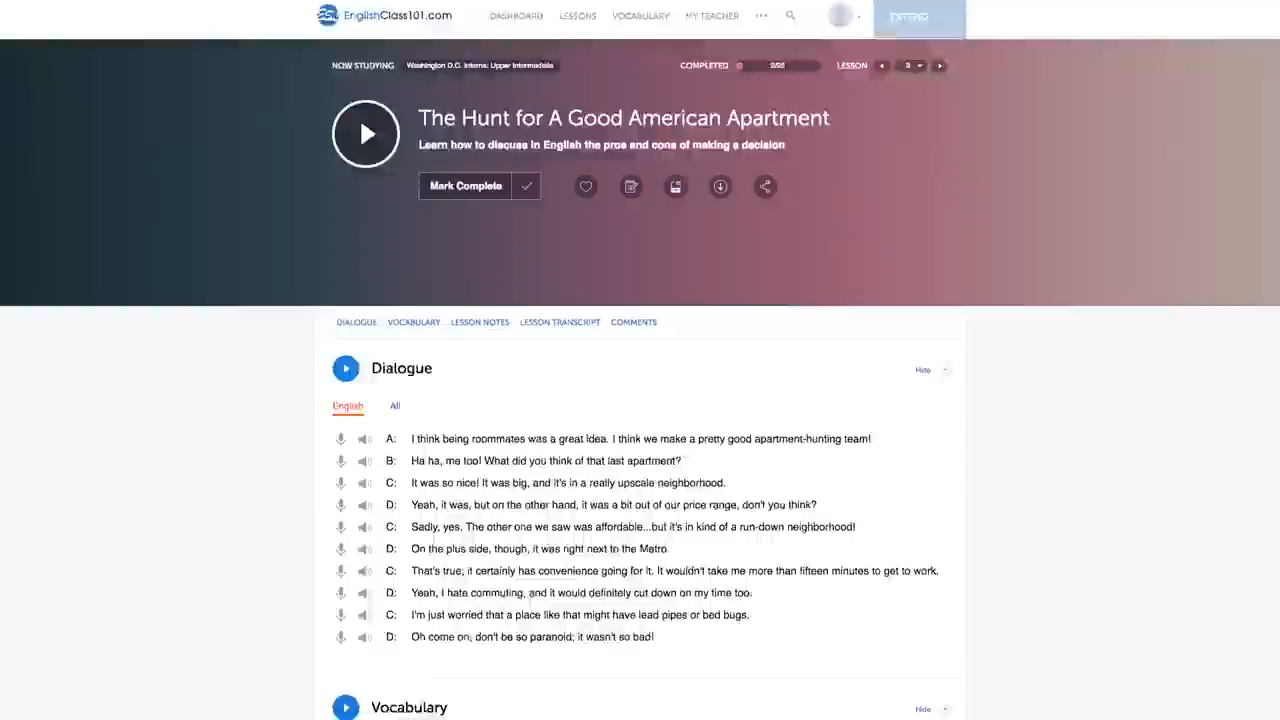 EnglishClass101.com
DASHBOARD LESSONS VOCABULARY MY TEACHER
NOW STUDYING Washington D.C. Interns: Upper Intermediate COMPLETED 2/25 LESSON 3
The Hunt for A Good American Apartment
Learn how to discuss in English the pros and cons of making a decision
Mark Complete
DIALOGUE VOCABULARY LESSON NOTES LESSON TRANSCRIPT COMMENTS
Dialogue Hide
English All
A: I think being roommates was a great idea. I think we make a pretty good apartment-hunting team!
B: Ha ha, me too! What did you think of that last apartment?
C: It was so nice! It was big, and it's in a really upscale neighborhood.
D: Yeah, it was, but on the other hand, it was a bit out of our price range, don't you think?
C: Sadly, yes. The other one we saw was affordable...but it's in kind of a run-down neighborhood!
D: On the plus side, though, it was right next to the Metro.
C: That's true; it certainly has convenience going for it. It wouldn't take me more than fifteen minutes to get to work.
D: Yeah, I hate commuting, and it would definitely cut down on my time too.
C: I'm just worried that a place like that might have lead pipes or bed bugs.
D: Oh come on, don't be so paranoid; it wasn't so bad!
Vocabulary Hide